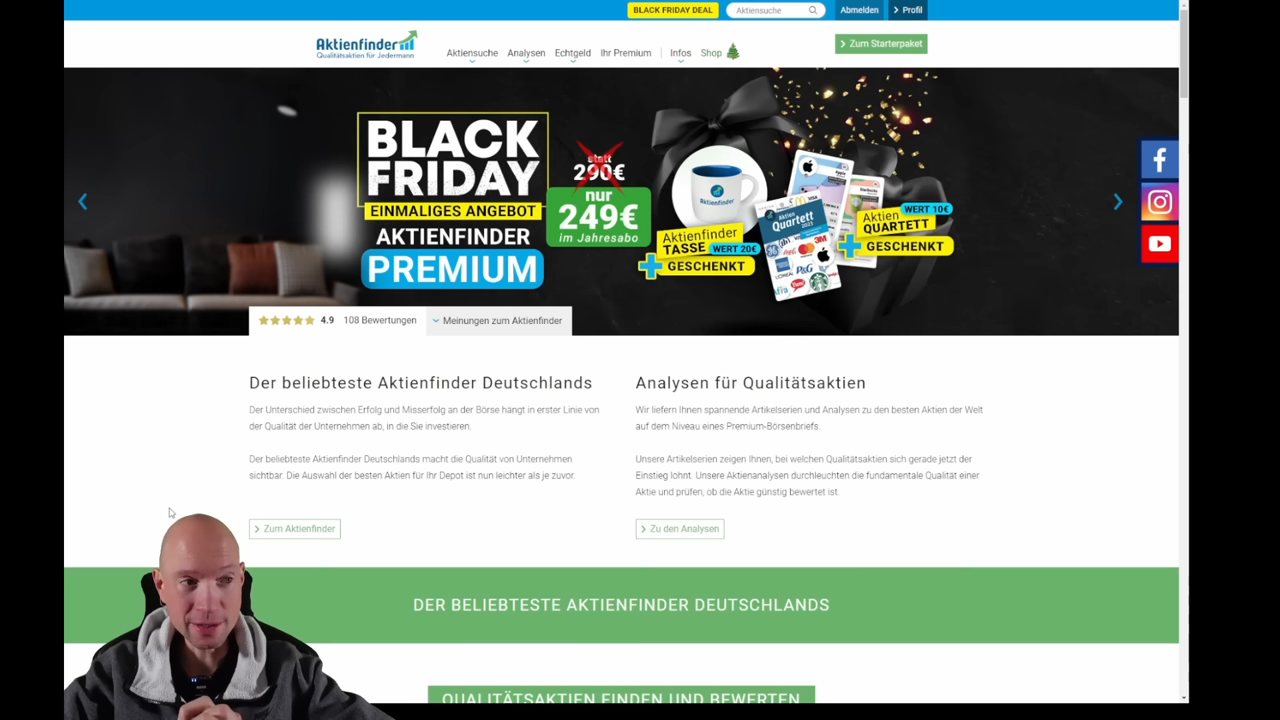 BLACK FRIDAY DEAL
Aktiensuche
Abmelden
Profil
Aktienfinder
Qualitätsaktien für Jedermann
Aktiensuche
Analysen
Echtgeld
Ihr Premium
Infos
Shop
Zum Starterpaket
BLACK
FRIDAY
EINMALIGES ANGEBOT
AKTIENFINDER
PREMIUM
statt
290€
nur
249€
im Jahresabo
Aktienfinder
Aktienfinder
TASSE WERT 20€
+ GESCHENKT
Aktien
Quartett
2023
Apple
Starbucks
VISA
3M
P&G
Aktien WERT 10€
QUARTETT
+ GESCHENKT
4.9 108 Bewertungen
Meinungen zum Aktienfinder
Der beliebteste Aktienfinder Deutschlands
Der Unterschied zwischen Erfolg und Misserfolg an der Börse hängt in erster Linie von
der Qualität der Unternehmen ab, in die Sie investieren.
Der beliebteste Aktienfinder Deutschlands macht die Qualität von Unternehmen
sichtbar. Die Auswahl der besten Aktien für Ihr Depot ist nun leichter als je zuvor.
Zum Aktienfinder
Analysen für Qualitätsaktien
Wir liefern Ihnen spannende Artikelserien und Analysen zu den besten Aktien der Welt
auf dem Niveau eines Premium-Börsenbriefs.
Unsere Artikelserien zeigen Ihnen, bei welchen Qualitätsaktien sich gerade jetzt der
Einstieg lohnt. Unsere Aktienanalysen durchleuchten die fundamentale Qualität einer
Aktie und prüfen, ob die Aktie günstig bewertet ist.
Zu den Analysen
DER BELIEBTESTE AKTIENFINDER DEUTSCHLANDS
QUALITÄTSAKTIEN FINDEN UND BEWERTEN